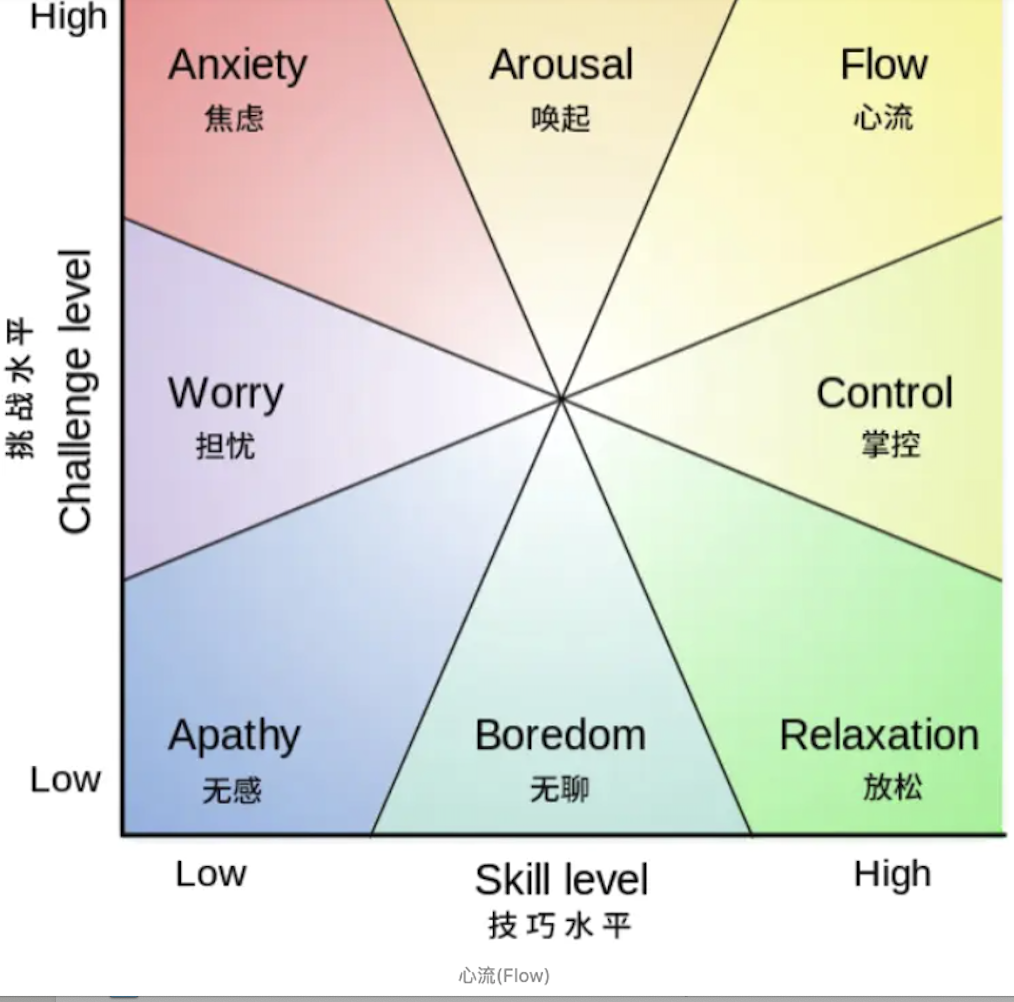 High
Anxiety
焦虑
Arousal
唤起
Flow
心流
挑战水平
Challenge level
Worry
担忧
Control
掌控
Apathy
无感
Boredom
无聊
Relaxation
放松
Low
Low
Skill level
High
技巧水平
心流(Flow)